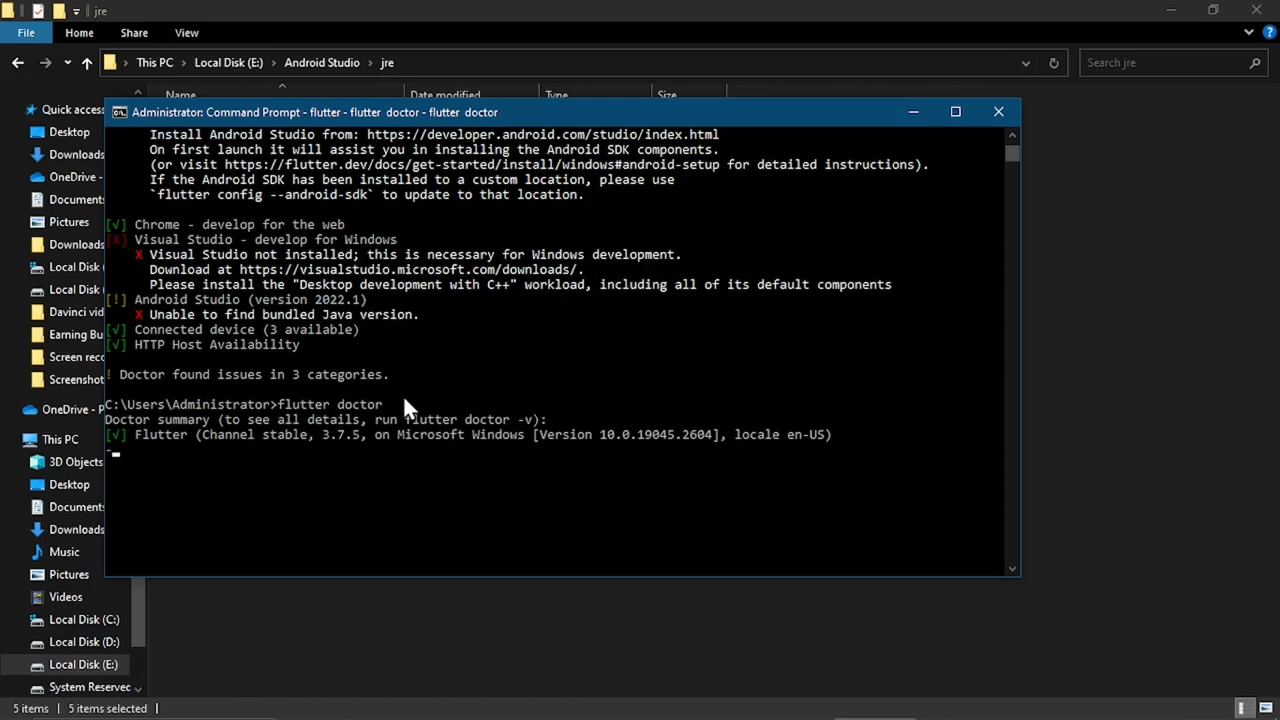 jre
File
Home
Share
View
This PC
Local Disk (E:)
Android Studio
jre
Search jre
Name
Date modified
Type
Size
Quick access
Desktop
Downloads
OneDrive -
Documents
Pictures
Downloads
Local Disk
Local Disk
Davinci vid
Earning Bu
Screen reco
Screenshot
OneDrive - P
This PC
3D Objects
Desktop
Documents
Downloads
Music
Pictures
Videos
Local Disk (C:)
Local Disk (D:)
Local Disk (E:)
System Reserved
5 items
5 items selected
Administrator: Command Prompt - flutter - flutter doctor - flutter doctor
Install Android Studio from: https://developer.android.com/studio/index.html
On first launch it will assist you in installing the Android SDK components.
(or visit https://flutter.dev/docs/get-started/install/windows#android-setup for detailed instructions).
If the Android SDK has been installed to a custom location, please use
`flutter config --android-sdk` to update to that location.
[√] Chrome - develop for the web
[X] Visual Studio - develop for Windows
X Visual Studio not installed; this is necessary for Windows development.
Download at https://visualstudio.microsoft.com/downloads/.
Please install the "Desktop development with C++" workload, including all of its default components
[!] Android Studio (version 2022.1)
X Unable to find bundled Java version.
[√] Connected device (3 available)
[√] HTTP Host Availability
! Doctor found issues in 3 categories.
C:\Users\Administrator>flutter doctor
Doctor summary (to see all details, run flutter doctor -v):
[√] Flutter (Channel stable, 3.7.5, on Microsoft Windows [Version 10.0.19045.2604], locale en-US)